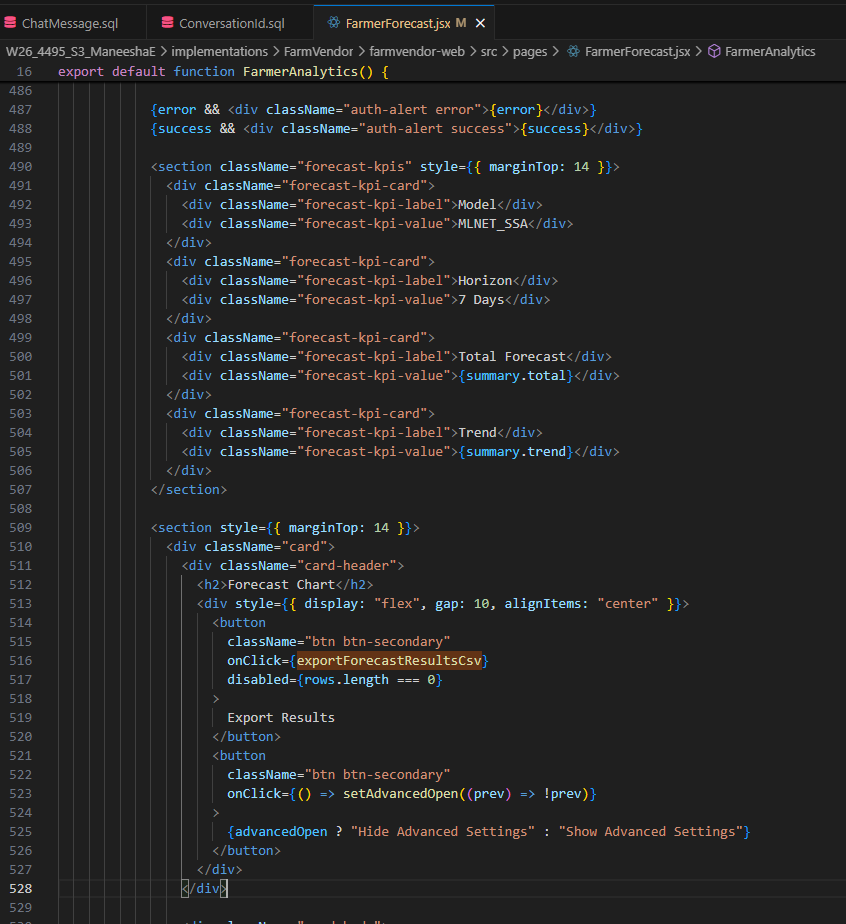 ChatMessage.sql ConversationId.sql FarmerForecast.jsx M ×
W26_4495_S3_ManeeshaE > implementations > FarmVendor > farmvendor-web > src > pages > FarmerForecast.jsx > FarmerAnalytics
16 export default function FarmerAnalytics() {
486
487 {error && <div className="auth-alert error">{error}</div>}
488 {success && <div className="auth-alert success">{success}</div>}
489
490 <section className="forecast-kpis" style={{ marginTop: 14 }}>
491 <div className="forecast-kpi-card">
492 <div className="forecast-kpi-label">Model</div>
493 <div className="forecast-kpi-value">MLNET_SSA</div>
494 </div>
495 <div className="forecast-kpi-card">
496 <div className="forecast-kpi-label">Horizon</div>
497 <div className="forecast-kpi-value">7 Days</div>
498 </div>
499 <div className="forecast-kpi-card">
500 <div className="forecast-kpi-label">Total Forecast</div>
501 <div className="forecast-kpi-value">{summary.total}</div>
502 </div>
503 <div className="forecast-kpi-card">
504 <div className="forecast-kpi-label">Trend</div>
505 <div className="forecast-kpi-value">{summary.trend}</div>
506 </div>
507 </section>
508
509 <section style={{ marginTop: 14 }}>
510 <div className="card">
511 <div className="card-header">
512 <h2>Forecast Chart</h2>
513 <div style={{ display: "flex", gap: 10, alignItems: "center" }}>
514 <button
515 className="btn btn-secondary"
516 onClick={exportForecastResultsCsv}
517 disabled={rows.length === 0}
518 >
519 Export Results
520 </button>
521 <button
522 className="btn btn-secondary"
523 onClick={() => setAdvancedOpen((prev) => !prev)}
524 >
525 {advancedOpen ? "Hide Advanced Settings" : "Show Advanced Settings"}
526 </button>
527 </div>
528 </div>
529